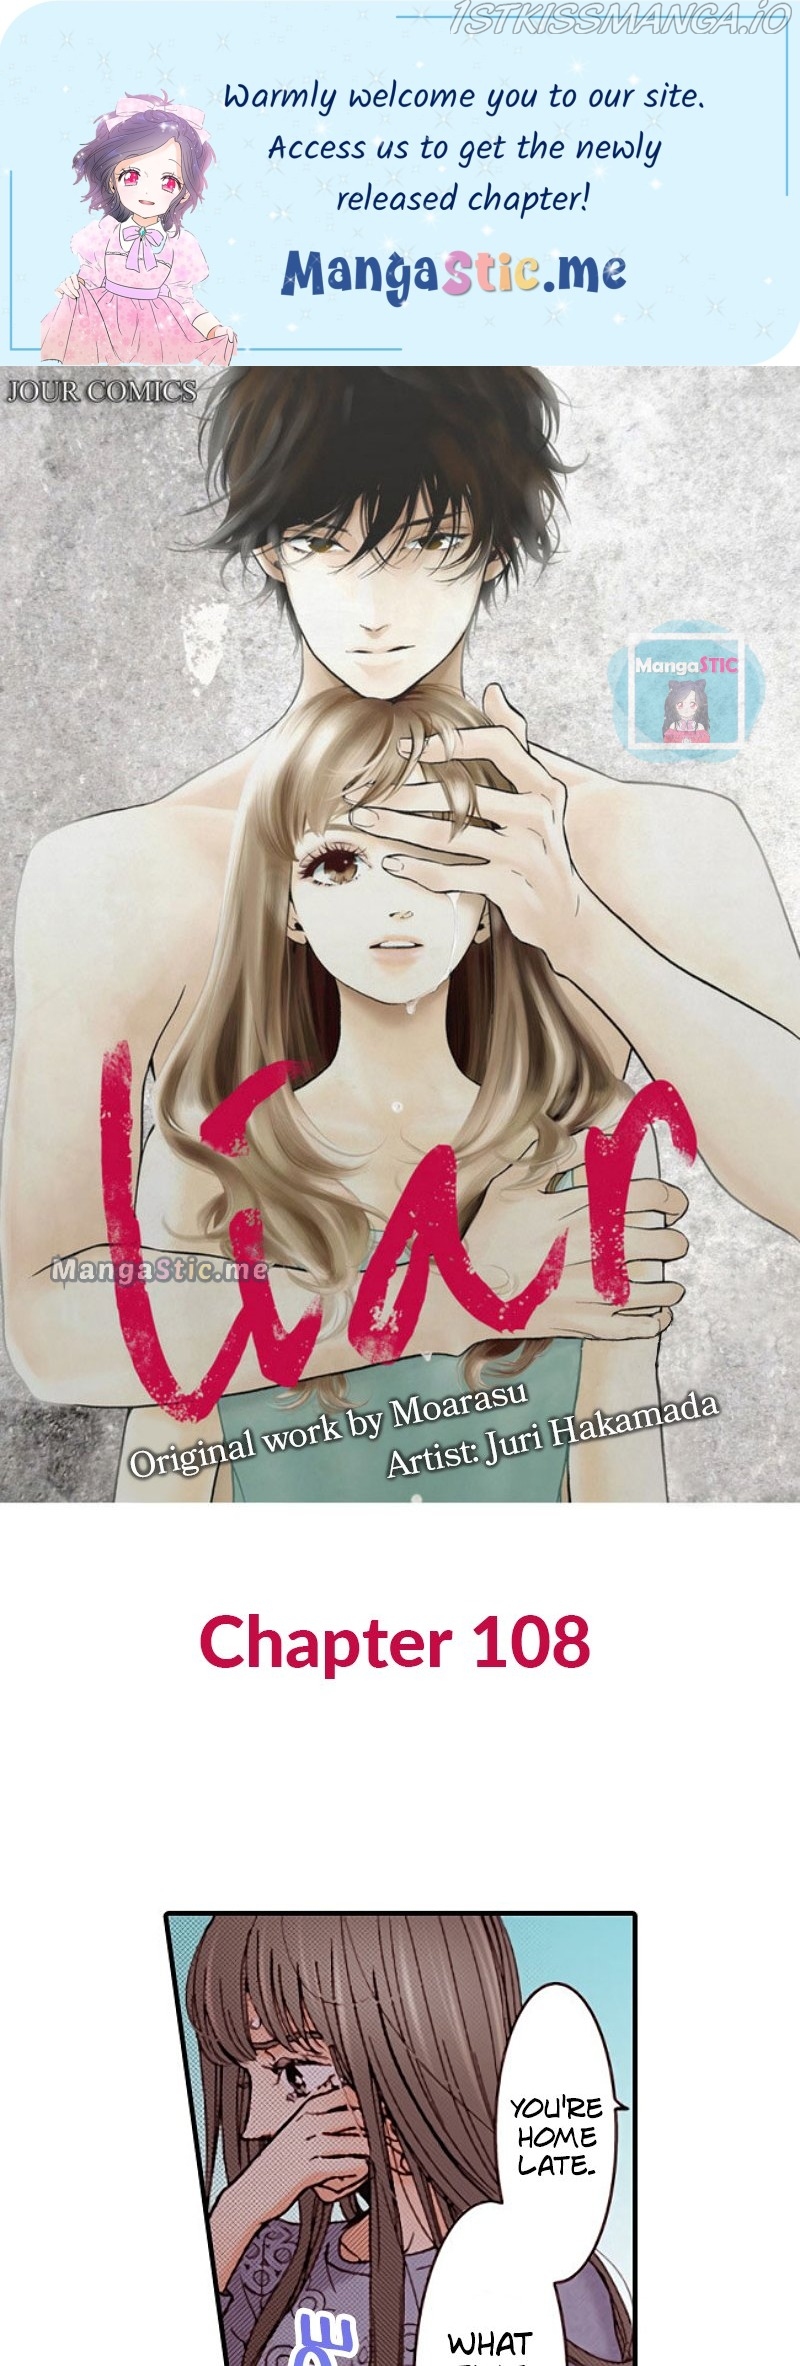 1STKISSMANGA.IO
Warmly welcome you to our site.
Access us to get the newly
released chapter!
MangaStic.me
JOUR COMICS
MangaSTIC
liar
MangaStic.me
Original work by Moarasu
Artist: Juri Hakamada
Chapter 108
YOU'RE
HOME
LATE.
WHAT